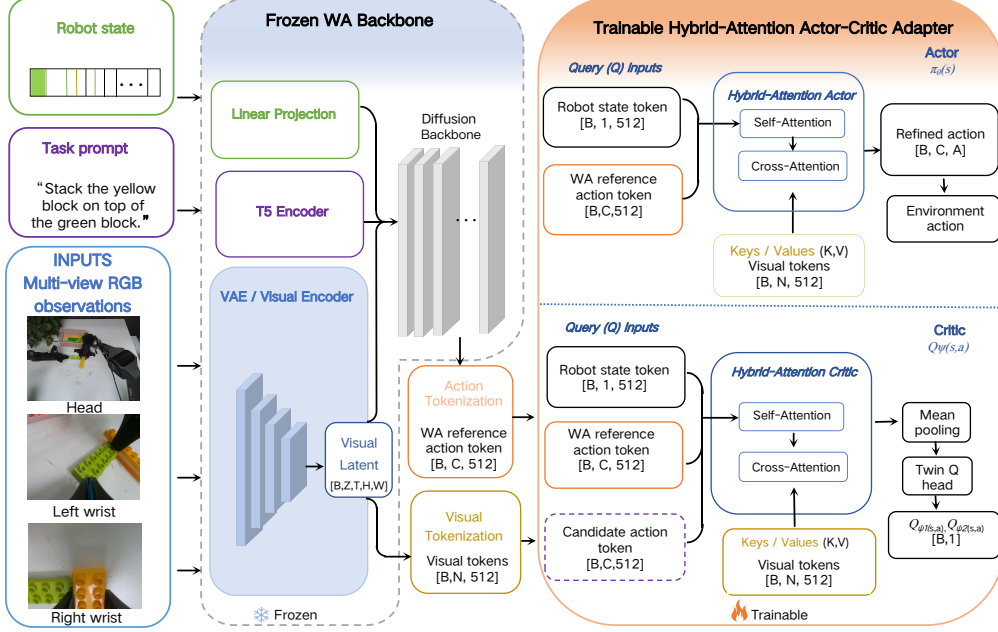 Robot state
...
Task prompt
“Stack the yellow
block on top of
the green block.”
INPUTS
Multi-view RGB
observations
Head
Left wrist
Right wrist
Frozen WA Backbone
Linear Projection
T5 Encoder
VAE / Visual Encoder
Diffusion
Backbone
...
Visual
Latent
[B,Z,T,H,W]
Frozen
Action
Tokenization
WA reference
action token
[B, C, 512]
Visual
Tokenization
Visual tokens
[B,N, 512]
Trainable Hybrid-Attention Actor-Critic Adapter
Query (Q) Inputs
Robot state token
[B, 1, 512]
WA reference
action token
[B,C,512]
Hybrid-Attention Actor
Self-Attention
Cross-Attention
Keys / Values (K,V)
Visual tokens
[B, N, 512]
Actor
πθ(s)
Refined action
[B, C, A]
Environment
action
Query (Q) Inputs
Robot state token
[B, 1, 512]
WA reference
action token
[B, C, 512]
Candidate action
token
[B,C,512]
Hybrid-Attention Critic
Self-Attention
Cross-Attention
Keys / Values (K,V)
Visual tokens
[B, N, 512]
Critic
Qψ(s,a)
Mean
pooling
Twin Q
head
Qψ1(s,a), Qψ2(s,a)
[B,1]
Trainable